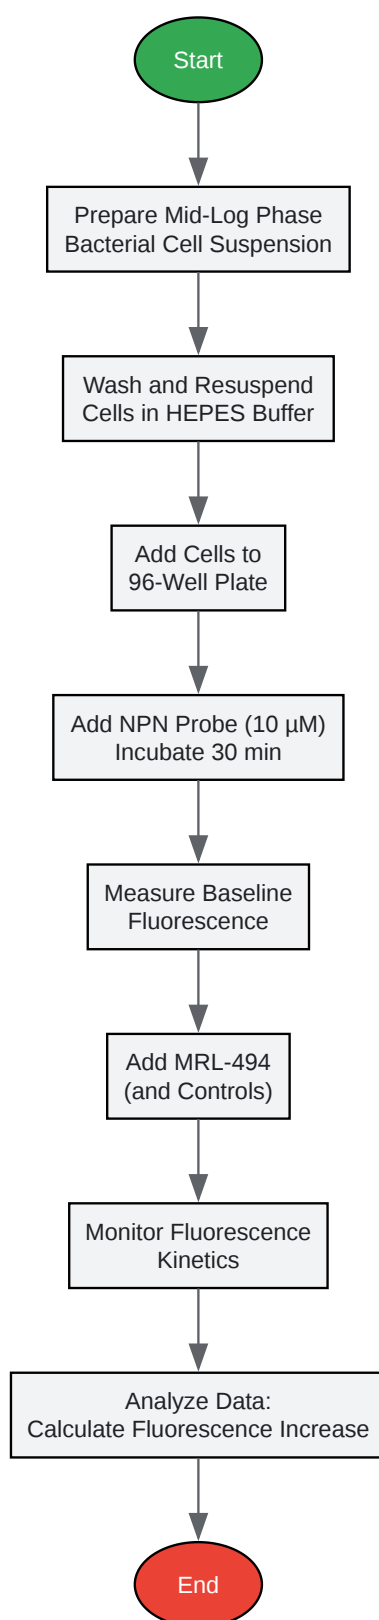 Start
Prepare Mid-Log Phase
Bacterial Cell Suspension
Wash and Resuspend
Cells in HEPES Buffer
Add Cells to
96-Well Plate
Add NPN Probe (10 µM)
Incubate 30 min
Measure Baseline
Fluorescence
Add MRL-494
(and Controls)
Monitor Fluorescence
Kinetics
Analyze Data:
Calculate Fluorescence Increase
End